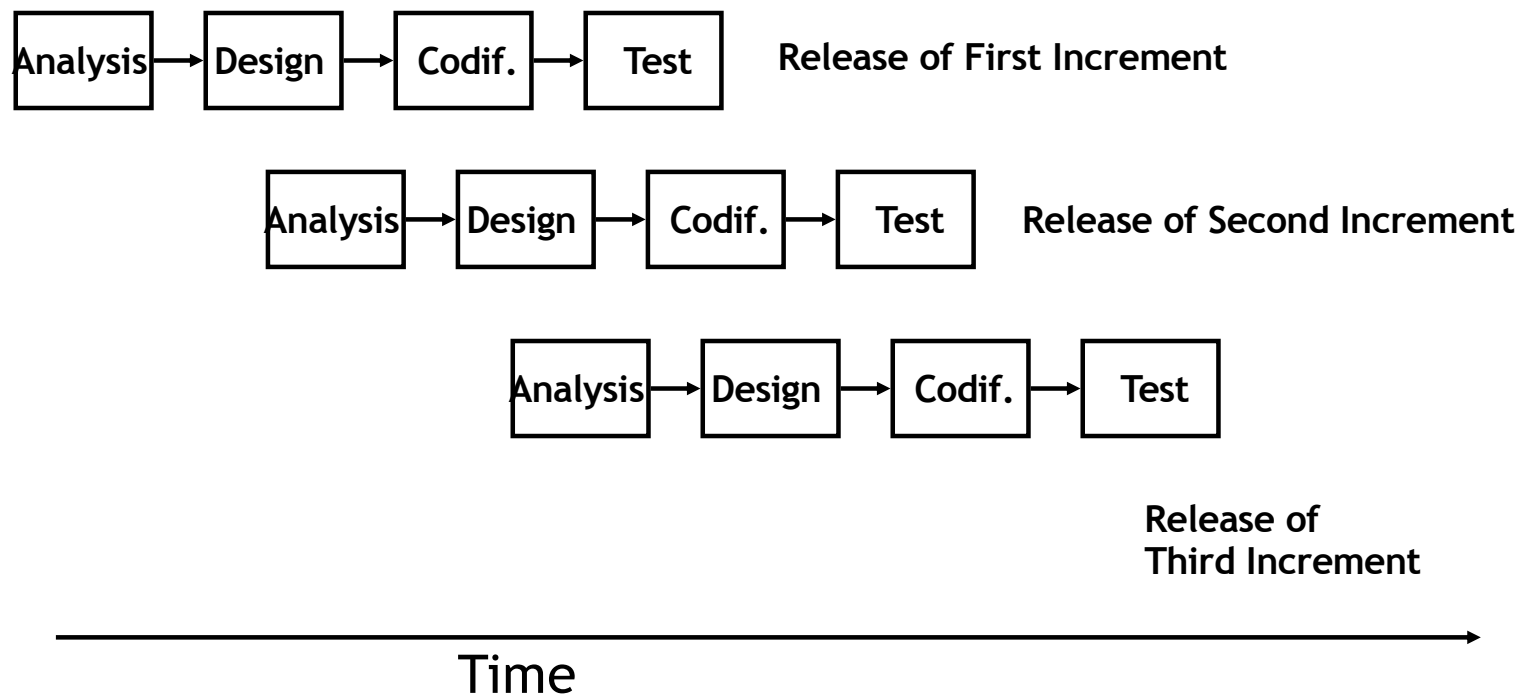 Analysis Design Codif. Test Release of First Increment
Analysis Design Codif. Test Release of Second Increment
Analysis Design Codif. Test
Release of
Third Increment
Time